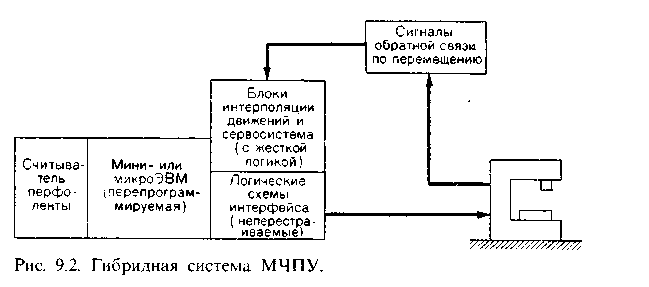 Сигналы
обратной связи
по перемещению
Блоки
интерполяции
движений и
сервосистема
(с жесткой
логикой)
Считыва-
тель
перфо-
ленты
Мини- или
микроЭВМ
(перепрограм-
мируемая)
Логические
схемы
интерфейса
(неперестра-
иваемые)
Рис. 9.2. Гибридная система МЧПУ.